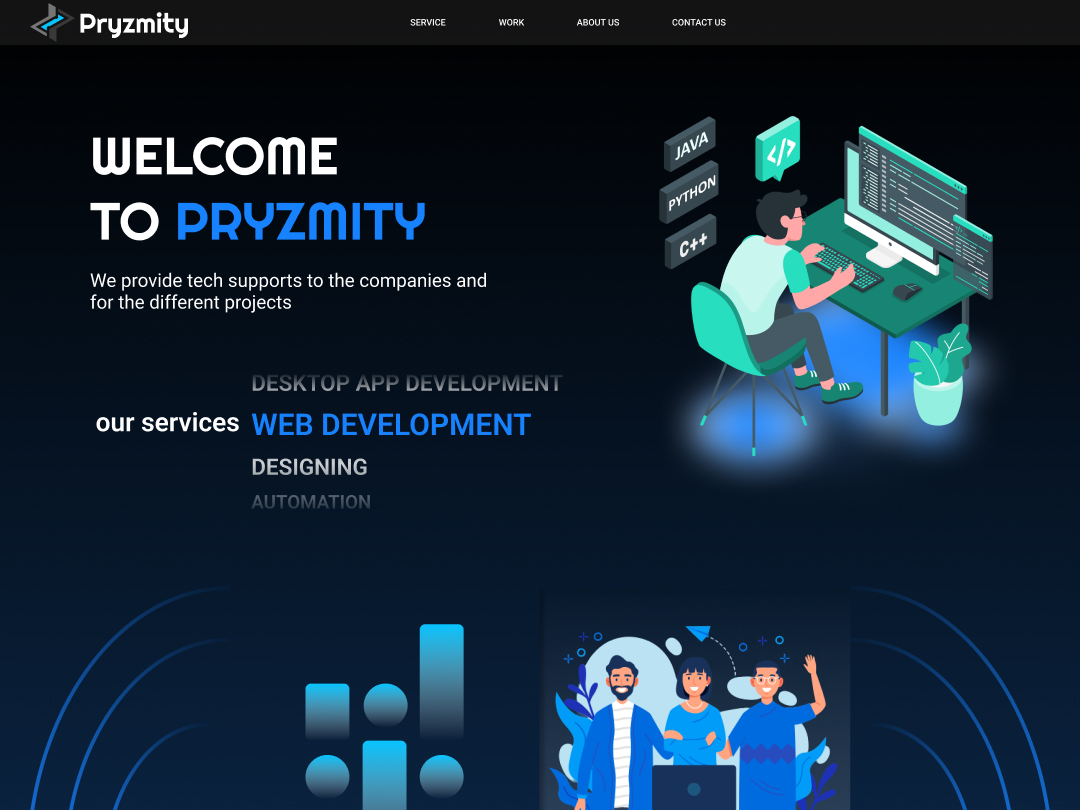 Pryzmity
SERVICE WORK ABOUT US CONTACT US
WELCOME
TO PRYZMITY
We provide tech supports to the companies and
for the different projects
DESKTOP APP DEVELOPMENT
our services WEB DEVELOPMENT
DESIGNING
AUTOMATION
JAVA
</>
PYTHON
C++